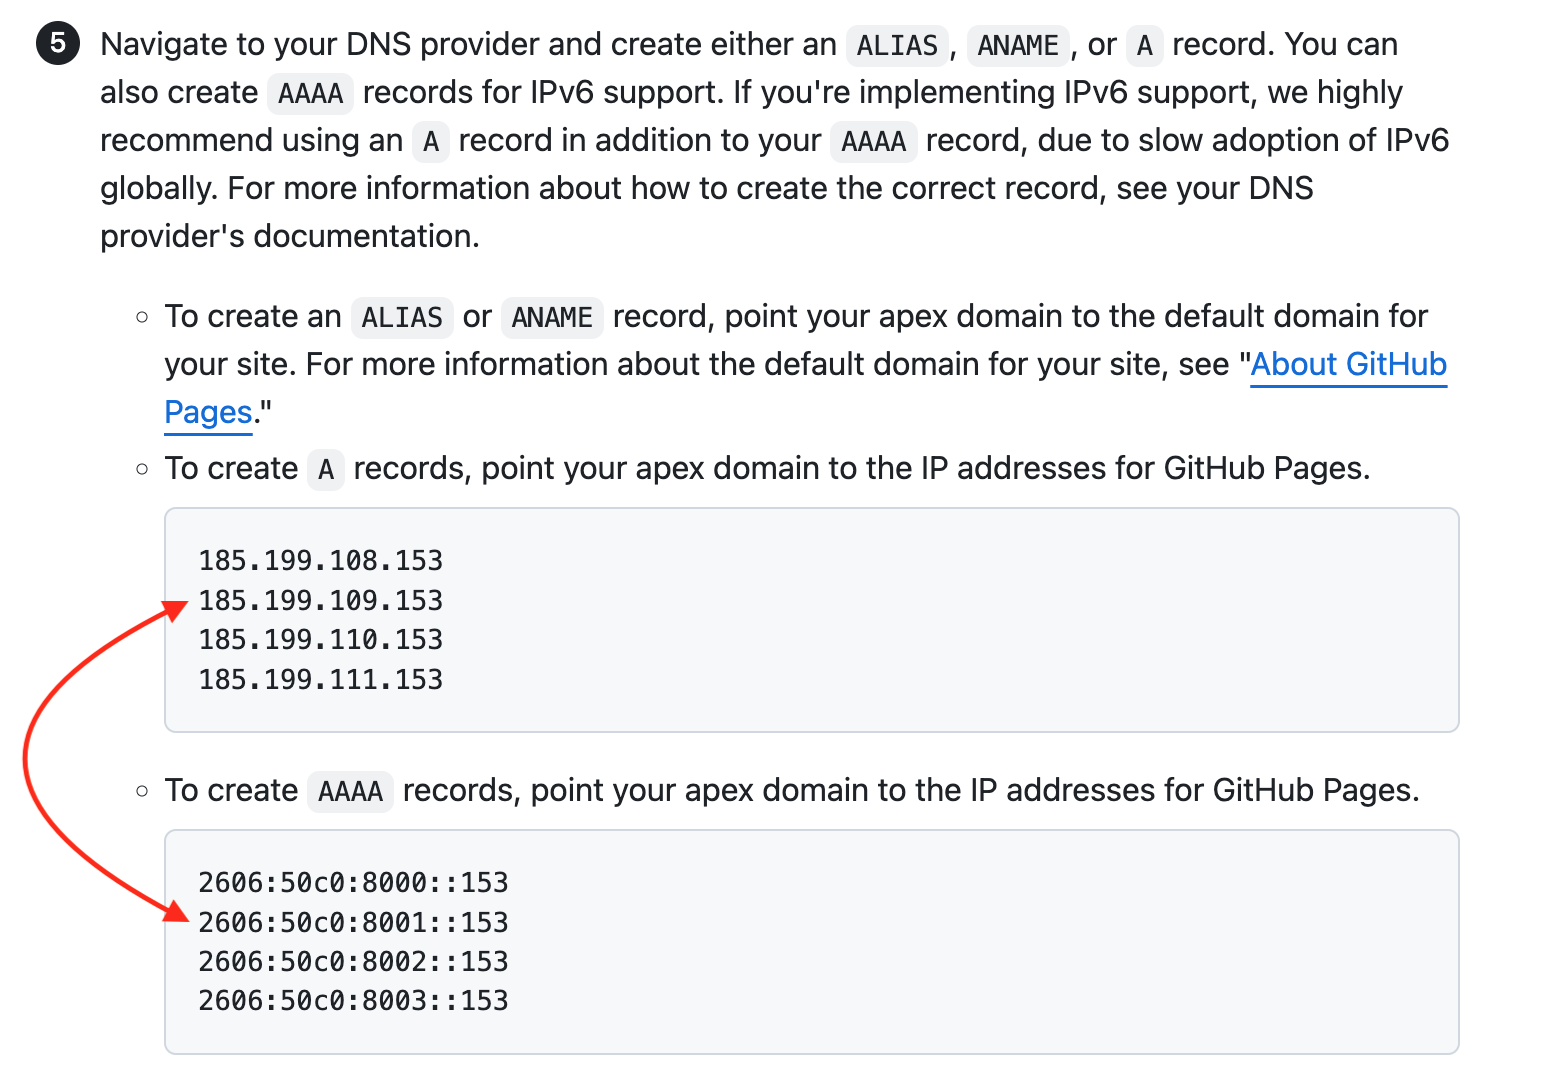 5 Navigate to your DNS provider and create either an ALIAS, ANAME, or A record. You can
also create AAAA records for IPv6 support. If you're implementing IPv6 support, we highly
recommend using an A record in addition to your AAAA record, due to slow adoption of IPv6
globally. For more information about how to create the correct record, see your DNS
provider's documentation.
To create an ALIAS or ANAME record, point your apex domain to the default domain for
your site. For more information about the default domain for your site, see "About GitHub
Pages."
To create A records, point your apex domain to the IP addresses for GitHub Pages.
185.199.108.153
185.199.109.153
185.199.110.153
185.199.111.153
To create AAAA records, point your apex domain to the IP addresses for GitHub Pages.
2606:50c0:8000::153
2606:50c0:8001::153
2606:50c0:8002::153
2606:50c0:8003::153